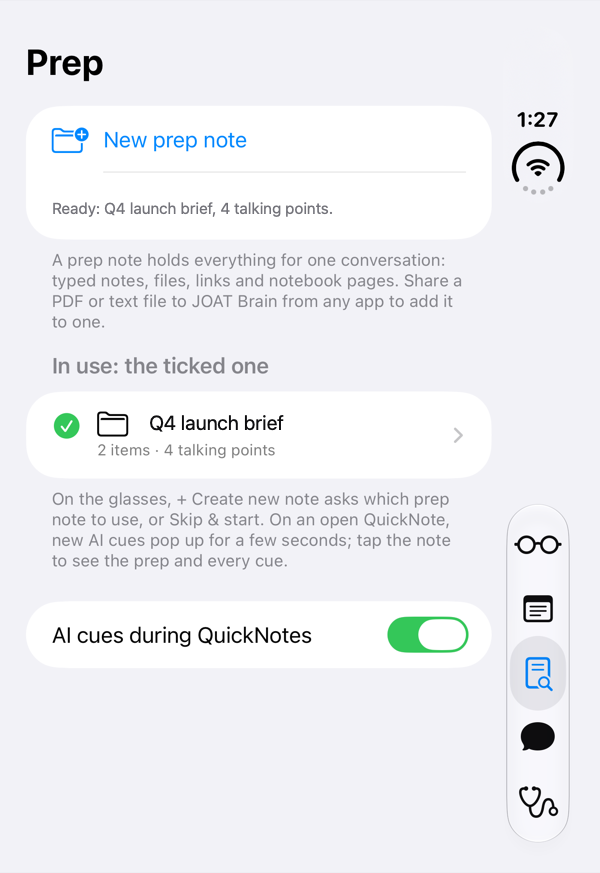 Prep
1:27
New prep note
Ready: Q4 launch brief, 4 talking points.
A prep note holds everything for one conversation:
typed notes, files, links and notebook pages. Share a
PDF or text file to JOAT Brain from any app to add it
to one.
In use: the ticked one
Q4 launch brief
2 items · 4 talking points
On the glasses, + Create new note asks which prep
note to use, or Skip & start. On an open QuickNote,
new AI cues pop up for a few seconds; tap the note
to see the prep and every cue.
AI cues during QuickNotes